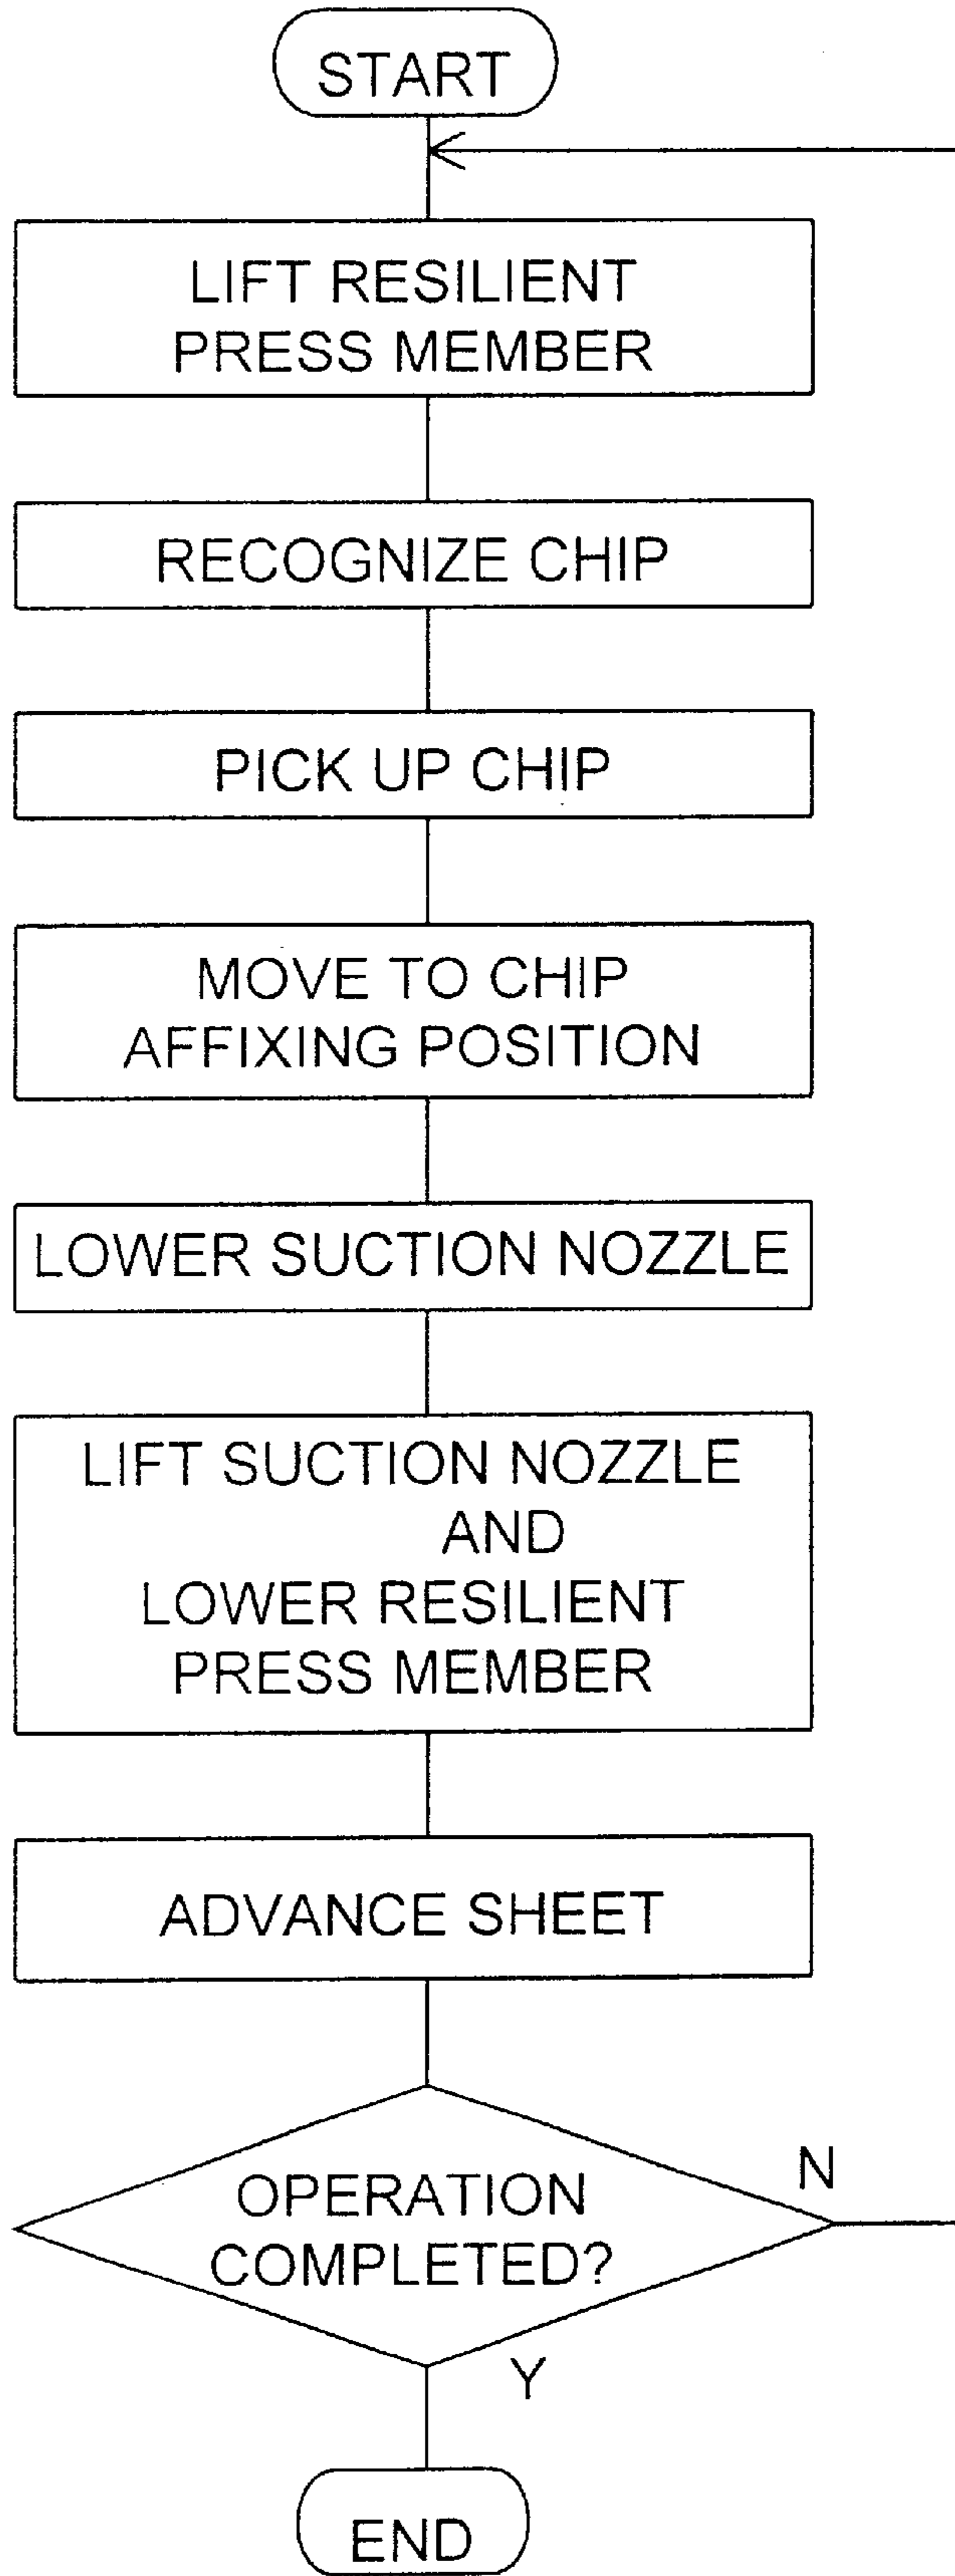 START
LIFT RESILIENT
PRESS MEMBER
RECOGNIZE CHIP
PICK UP CHIP
MOVE TO CHIP
AFFIXING POSITION
LOWER SUCTION NOZZLE
LIFT SUCTION NOZZLE
AND
LOWER RESILIENT
PRESS MEMBER
ADVANCE SHEET
OPERATION
COMPLETED?
N
Y
END